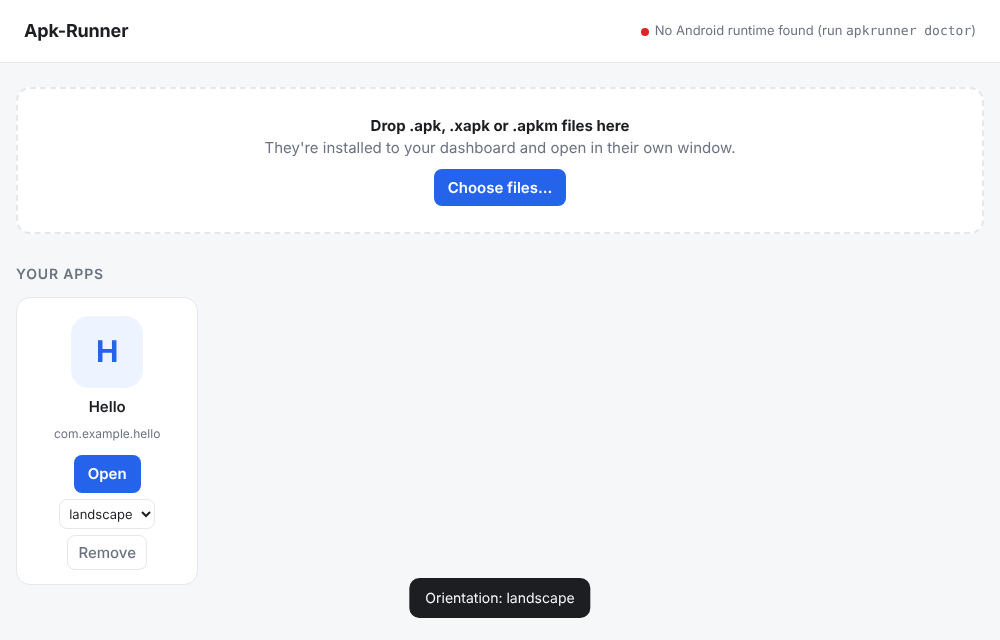 Apk-Runner
No Android runtime found (run apkrunner doctor)
Drop .apk, .xapk or .apkm files here
They're installed to your dashboard and open in their own window.
Choose files…
YOUR APPS
H
Hello
com.example.hello
Open
landscape
Remove
Orientation: landscape